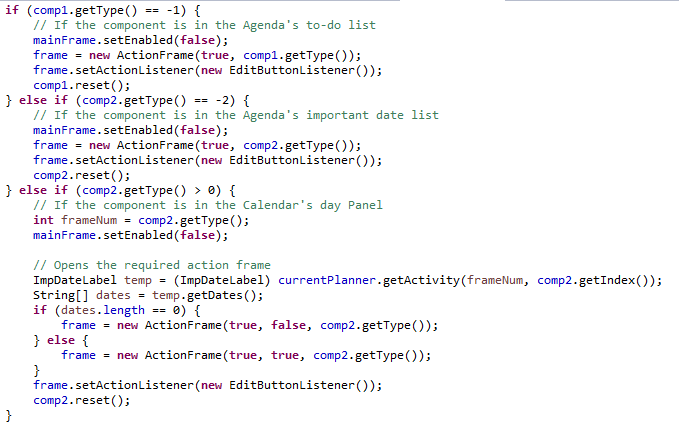 if (comp1.getType() == -1) {
    // If the component is in the Agenda's to-do list
    mainFrame.setEnabled(false);
    frame = new ActionFrame(true, comp1.getType());
    frame.setActionListener(new EditButtonListener());
    comp1.reset();
} else if (comp2.getType() == -2) {
    // If the component is in the Agenda's important date list
    mainFrame.setEnabled(false);
    frame = new ActionFrame(true, comp2.getType());
    frame.setActionListener(new EditButtonListener());
    comp2.reset();
} else if (comp2.getType() > 0) {
    // If the component is in the Calendar's day Panel
    int frameNum = comp2.getType();
    mainFrame.setEnabled(false);

    // Opens the required action frame
    ImpDateLabel temp = (ImpDateLabel) currentPlanner.getActivity(frameNum, comp2.getIndex());
    String[] dates = temp.getDates();
    if (dates.length == 0) {
        frame = new ActionFrame(true, false, comp2.getType());
    } else {
        frame = new ActionFrame(true, true, comp2.getType());
    }
    frame.setActionListener(new EditButtonListener());
    comp2.reset();
}